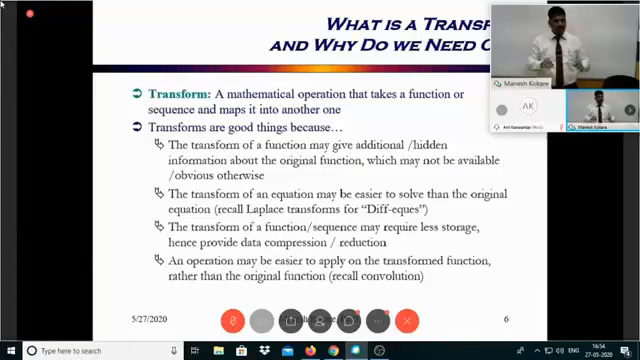 WHAT IS A TRANSF
AND WHY DO WE NEED O
Transform: A mathematical operation that takes a function or
sequence and maps it into another one
Transforms are good things because…
The transform of a function may give additional /hidden
information about the original function, which may not be available
/obvious otherwise
The transform of an equation may be easier to solve than the original
equation (recall Laplace transforms for “Diff-eques”)
The transform of a function/sequence may require less storage,
hence provide data compression / reduction
An operation may be easier to apply on the transformed function,
rather than the original function (recall convolution)
5/27/2020
6
Manesh Kokare
AK
Manesh Kokare
Type here to search
16:54
27-05-2020